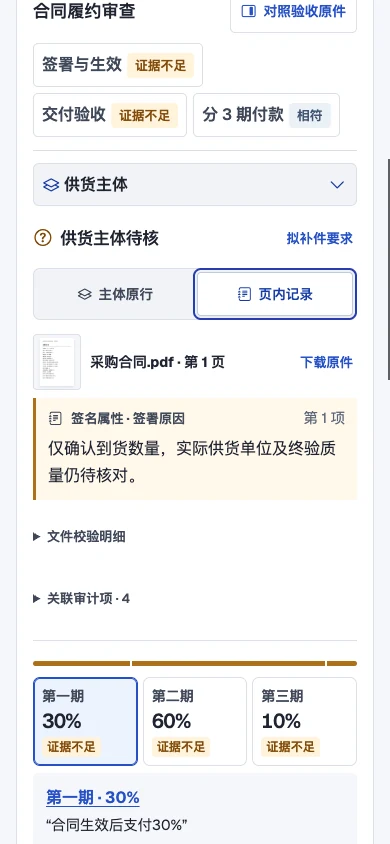 合同履约审查
对照验收原件
签署与生效 证据不足
交付验收 证据不足
分 3 期付款 相符
供货主体
供货主体待核
拟补件要求
主体原行
页内记录
采购合同.pdf · 第 1 页
下载原件
签名属性 · 签署原因
第 1 项
仅确认到货数量，实际供货单位及终验质
量仍待核对。
文件校验明细
关联审计项 · 4
第一期
30%
证据不足
第二期
60%
证据不足
第三期
10%
证据不足
第一期 · 30%
“合同生效后支付30%”